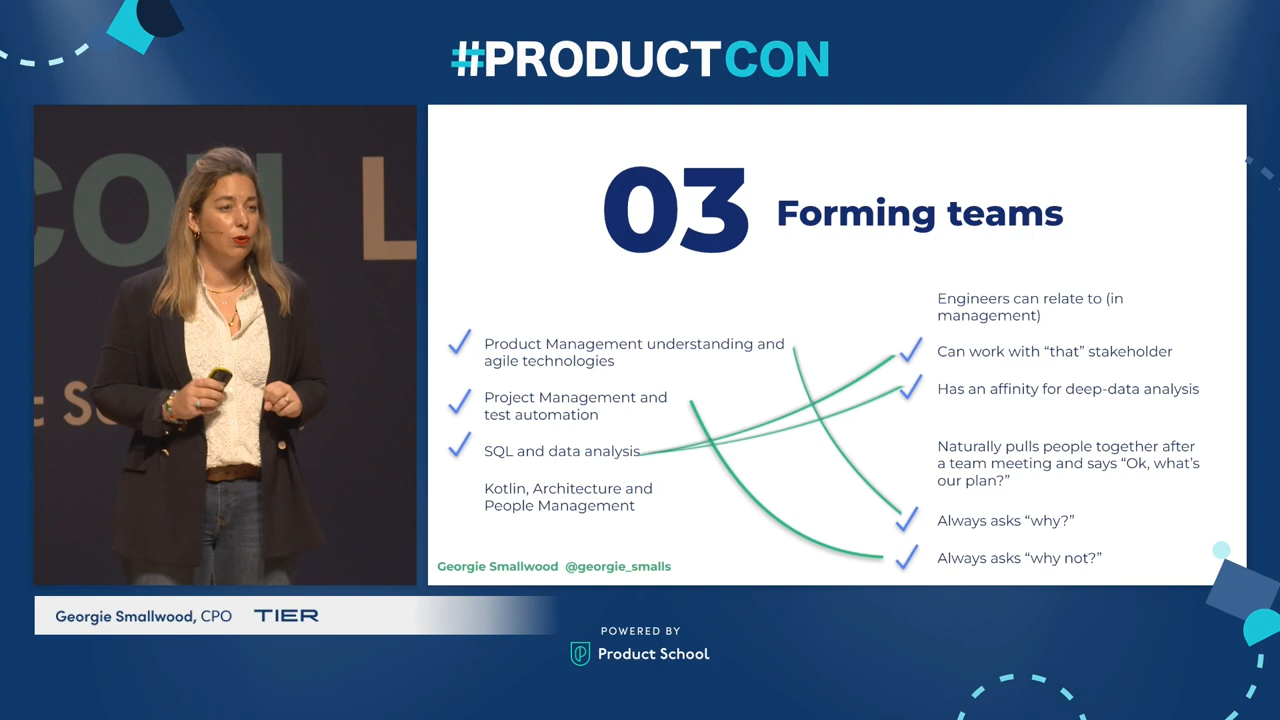 #PRODUCTCON
CON
L
t Sc
03
Forming teams
Product Management understanding and
agile technologies
Project Management and
test automation
SQL and data analysis
Kotlin, Architecture and
People Management
Engineers can relate to (in
management)
Can work with “that” stakeholder
Has an affinity for deep-data analysis
Naturally pulls people together after
a team meeting and says “Ok, what’s
our plan?”
Always asks “why?”
Always asks “why not?”
Georgie Smallwood @georgie_smalls
Georgie Smallwood, CPO TIER
POWERED BY
Product School